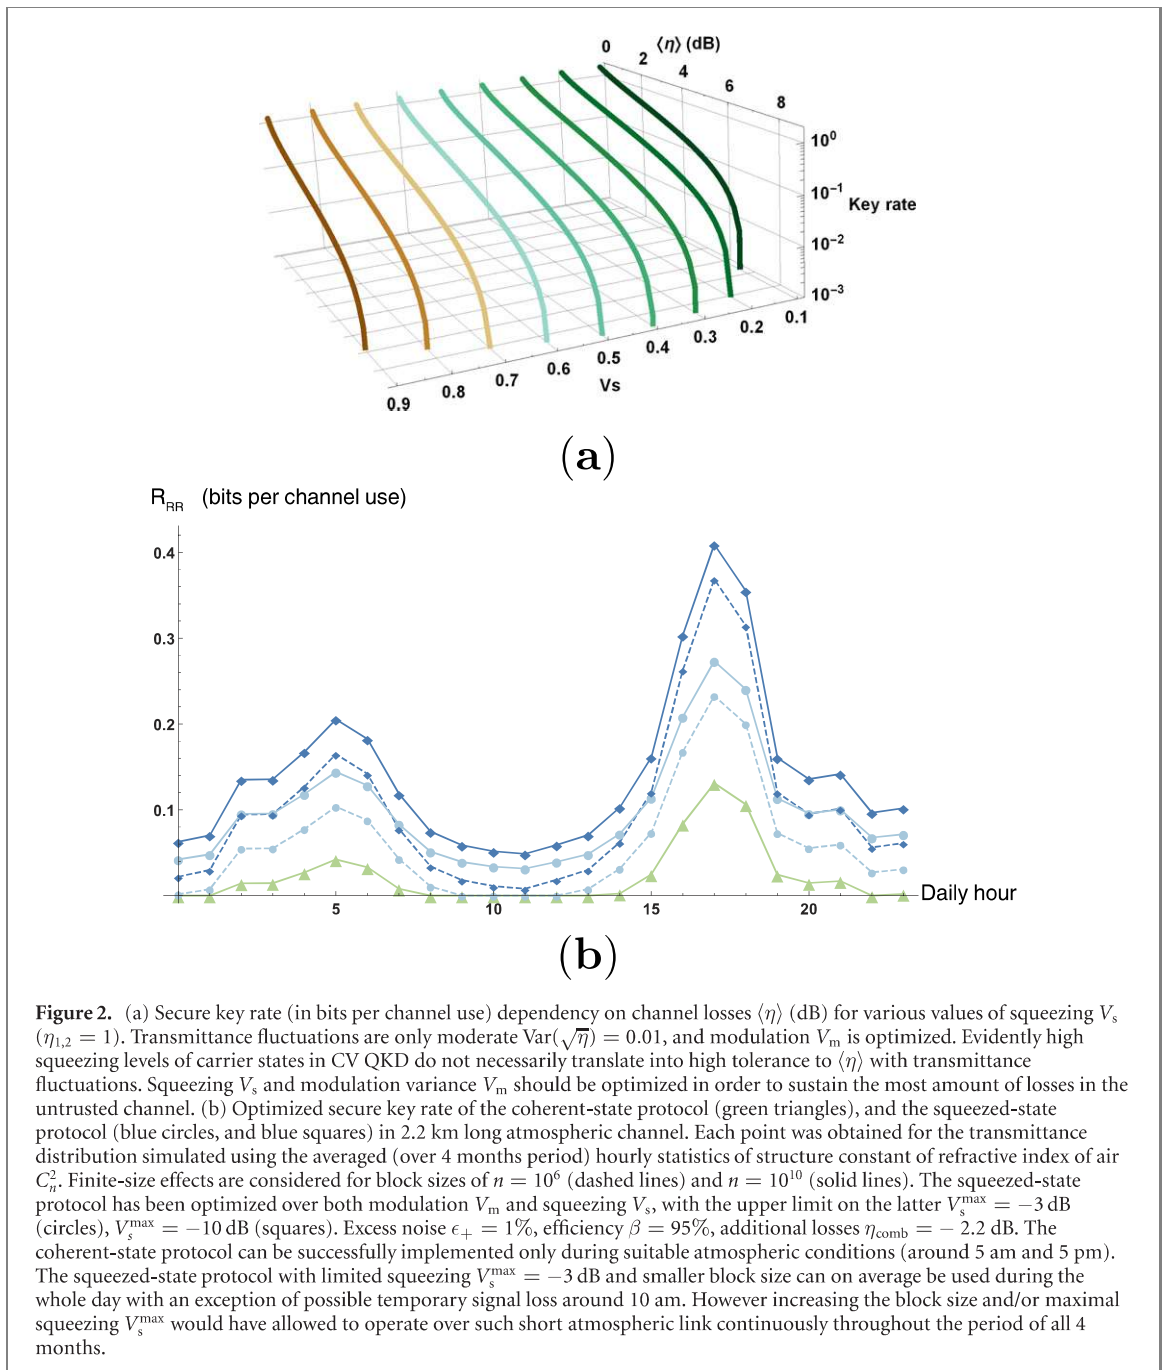 0
2
4
6
8
⟨η⟩ (dB)
10⁰
10⁻¹
10⁻²
10⁻³
Key rate
0.9
0.8
0.7
0.6
0.5
0.4
0.3
0.2
0.1
Vs
(a)
R_RR (bits per channel use)
0.4
0.3
0.2
0.1
5
10
15
20
Daily hour
(b)
Figure 2. (a) Secure key rate (in bits per channel use) dependency on channel losses ⟨η⟩ (dB) for various values of squeezing V_s
(η_{1,2} = 1). Transmittance fluctuations are only moderate Var(√η) = 0.01, and modulation V_m is optimized. Evidently high
squeezing levels of carrier states in CV QKD do not necessarily translate into high tolerance to ⟨η⟩ with transmittance
fluctuations. Squeezing V_s and modulation variance V_m should be optimized in order to sustain the most amount of losses in the
untrusted channel. (b) Optimized secure key rate of the coherent-state protocol (green triangles), and the squeezed-state
protocol (blue circles, and blue squares) in 2.2 km long atmospheric channel. Each point was obtained for the transmittance
distribution simulated using the averaged (over 4 months period) hourly statistics of structure constant of refractive index of air
C_n^2. Finite-size effects are considered for block sizes of n = 10⁶ (dashed lines) and n = 10¹⁰ (solid lines). The squeezed-state
protocol has been optimized over both modulation V_m and squeezing V_s, with the upper limit on the latter V_s^max = −3 dB
(circles), V_s^max = −10 dB (squares). Excess noise ϵ_+ = 1%, efficiency β = 95%, additional losses η_comb = − 2.2 dB. The
coherent-state protocol can be successfully implemented only during suitable atmospheric conditions (around 5 am and 5 pm).
The squeezed-state protocol with limited squeezing V_s^max = −3 dB and smaller block size can on average be used during the
whole day with an exception of possible temporary signal loss around 10 am. However increasing the block size and/or maximal
squeezing V_s^max would have allowed to operate over such short atmospheric link continuously throughout the period of all 4
months.